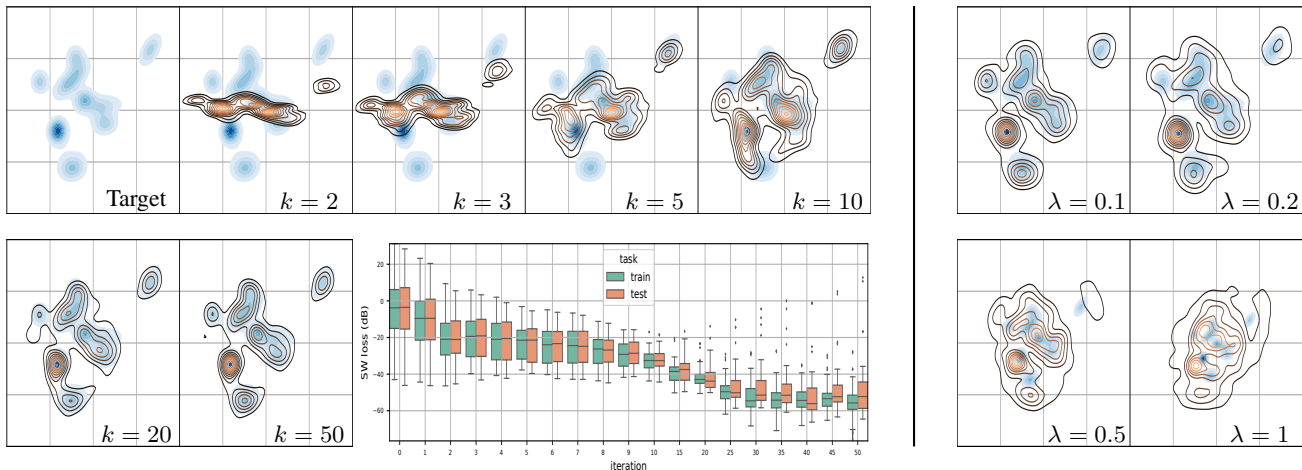 Target
k = 2
k = 3
k = 5
k = 10
λ = 0.1
λ = 0.2
k = 20
k = 50
task
train
test
SW loss (dB)
20
0
−20
−40
−60
0 1 2 3 4 5 6 7 8 9 10 15 20 25 30 35 40 45 50
iteration
λ = 0.5
λ = 1